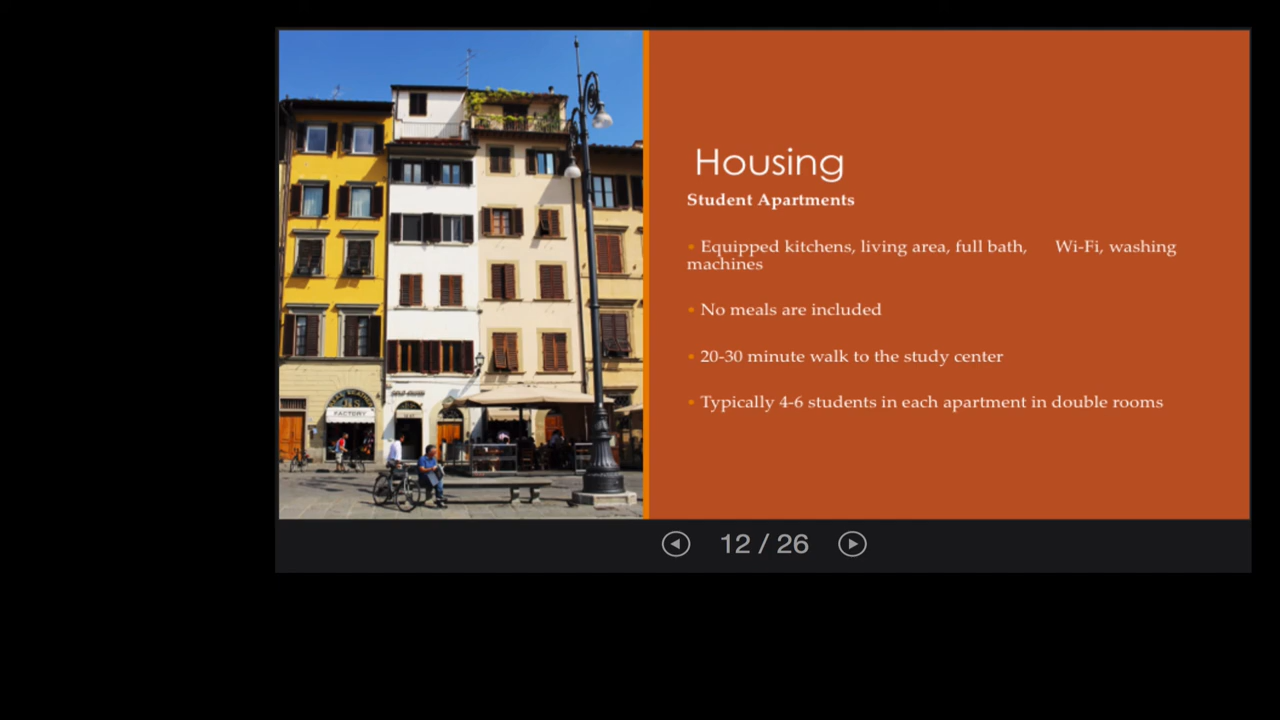 Housing
Student Apartments
▪ Equipped kitchens, living area, full bath, Wi-Fi, washing
machines
▪ No meals are included
▪ 20-30 minute walk to the study center
▪ Typically 4-6 students in each apartment in double rooms
FACTORY
12 / 26